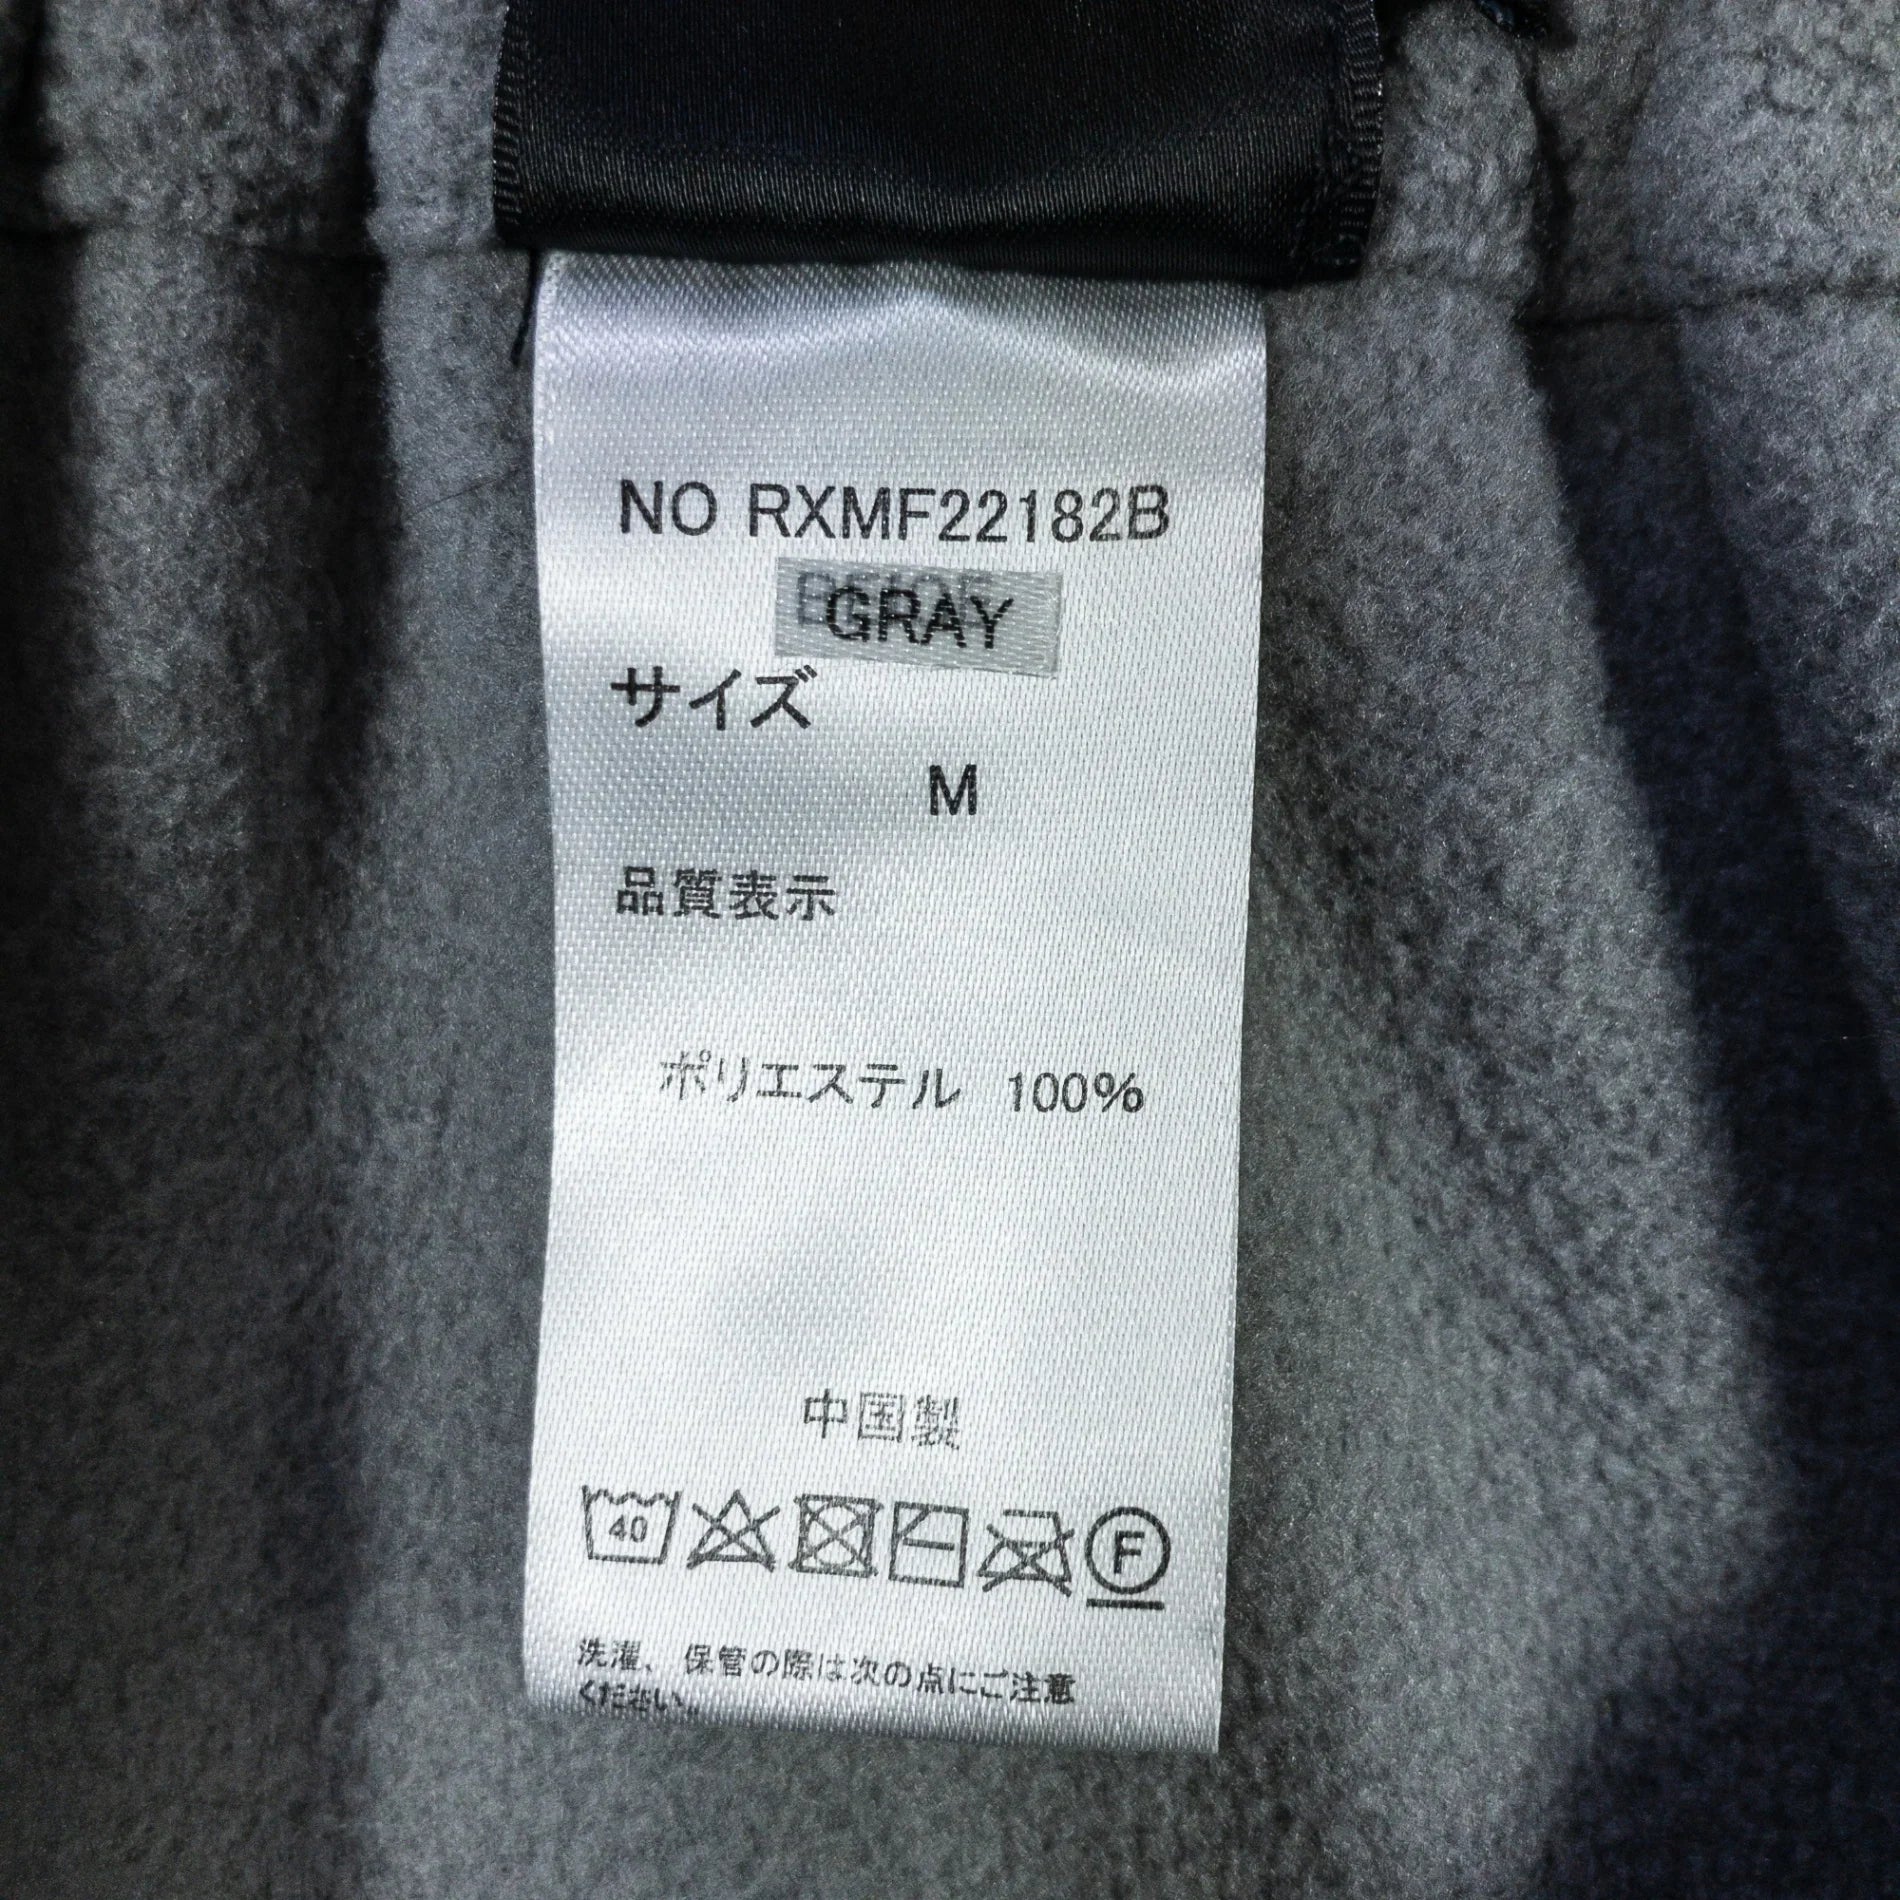 NO RXMF22182B
GRAY
サイズ
M
品質表示
ポリエステル 100%
中国製
40 F
洗濯、保管の際は次の点にご注意
ください。